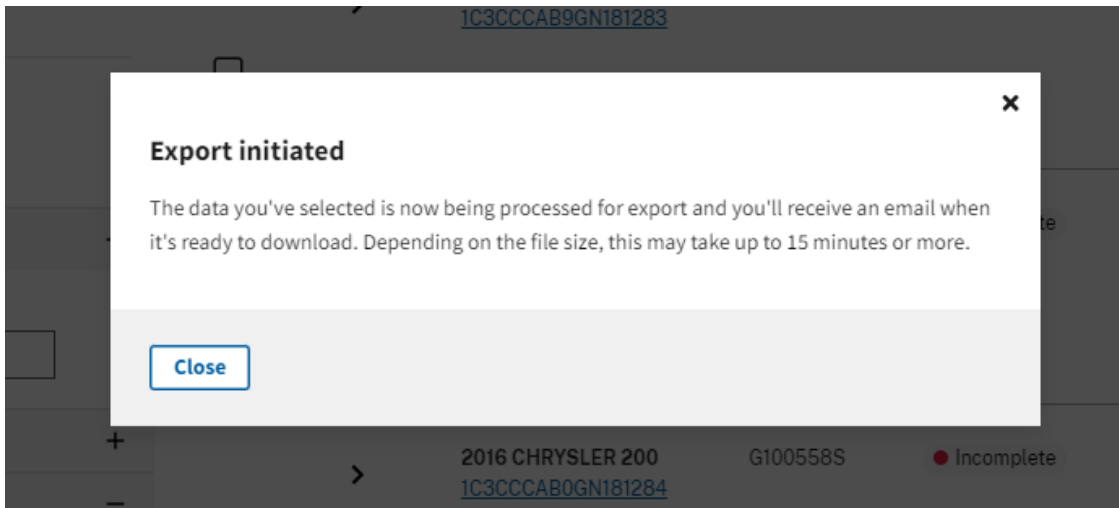 1C3CCCAB9GN181283
Export initiated
The data you've selected is now being processed for export and you'll receive an email when
it's ready to download. Depending on the file size, this may take up to 15 minutes or more.
te
Close
2016 CHRYSLER 200 G100558S Incomplete
1C3CCCAB0GN181284